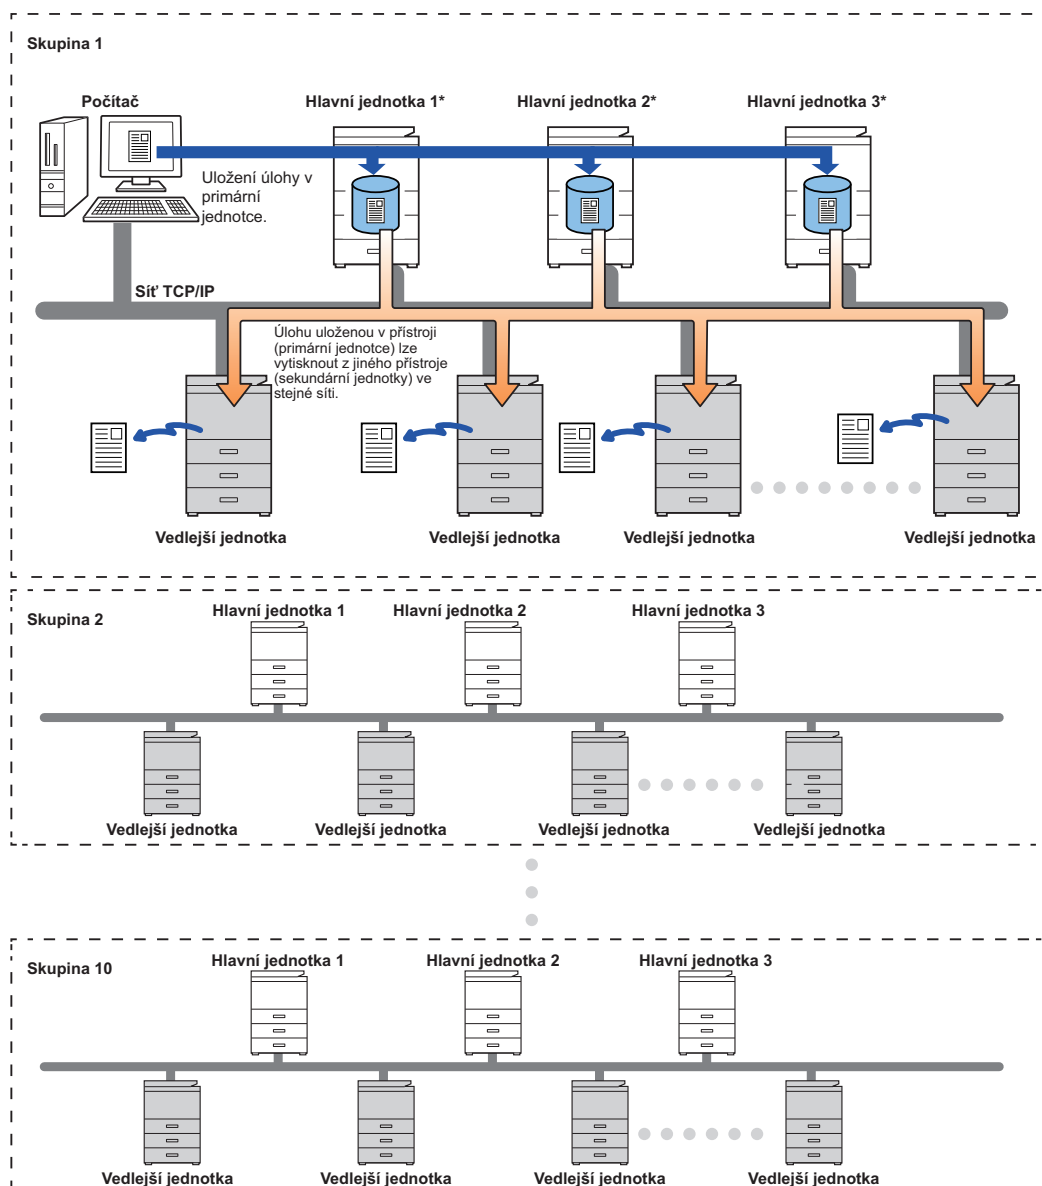 Skupina 1
Počítač
Hlavní jednotka 1*
Hlavní jednotka 2*
Hlavní jednotka 3*
Uložení úlohy v
primární
jednotce.
Síť TCP/IP
Úlohu uloženou v přístroji
(primární jednotce) lze
vytisknout z jiného přístroje
(sekundární jednotky) ve
stejné síti.
Vedlejší jednotka
Vedlejší jednotka
Vedlejší jednotka
Vedlejší jednotka
Skupina 2
Hlavní jednotka 1
Hlavní jednotka 2
Hlavní jednotka 3
Vedlejší jednotka
Vedlejší jednotka
Vedlejší jednotka
Vedlejší jednotka
Skupina 10
Hlavní jednotka 1
Hlavní jednotka 2
Hlavní jednotka 3
Vedlejší jednotka
Vedlejší jednotka
Vedlejší jednotka
Vedlejší jednotka